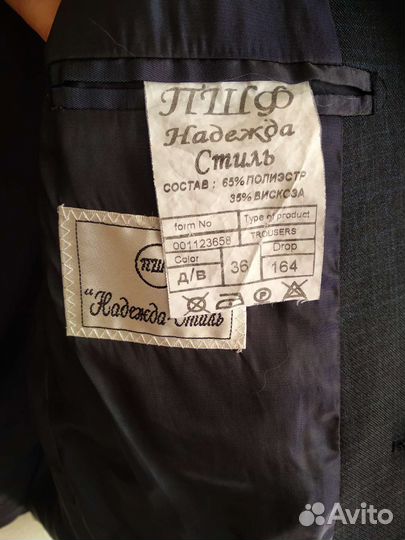 ПШФ
Надежда
Стиль
СОСТАВ : 65% ПОЛИЭСТР
35% ВИСКОЗА
form No Type of product
001123658 TROUSERS
Color Drop
Д/В 36 164
"Надежда-Стиль
Avito